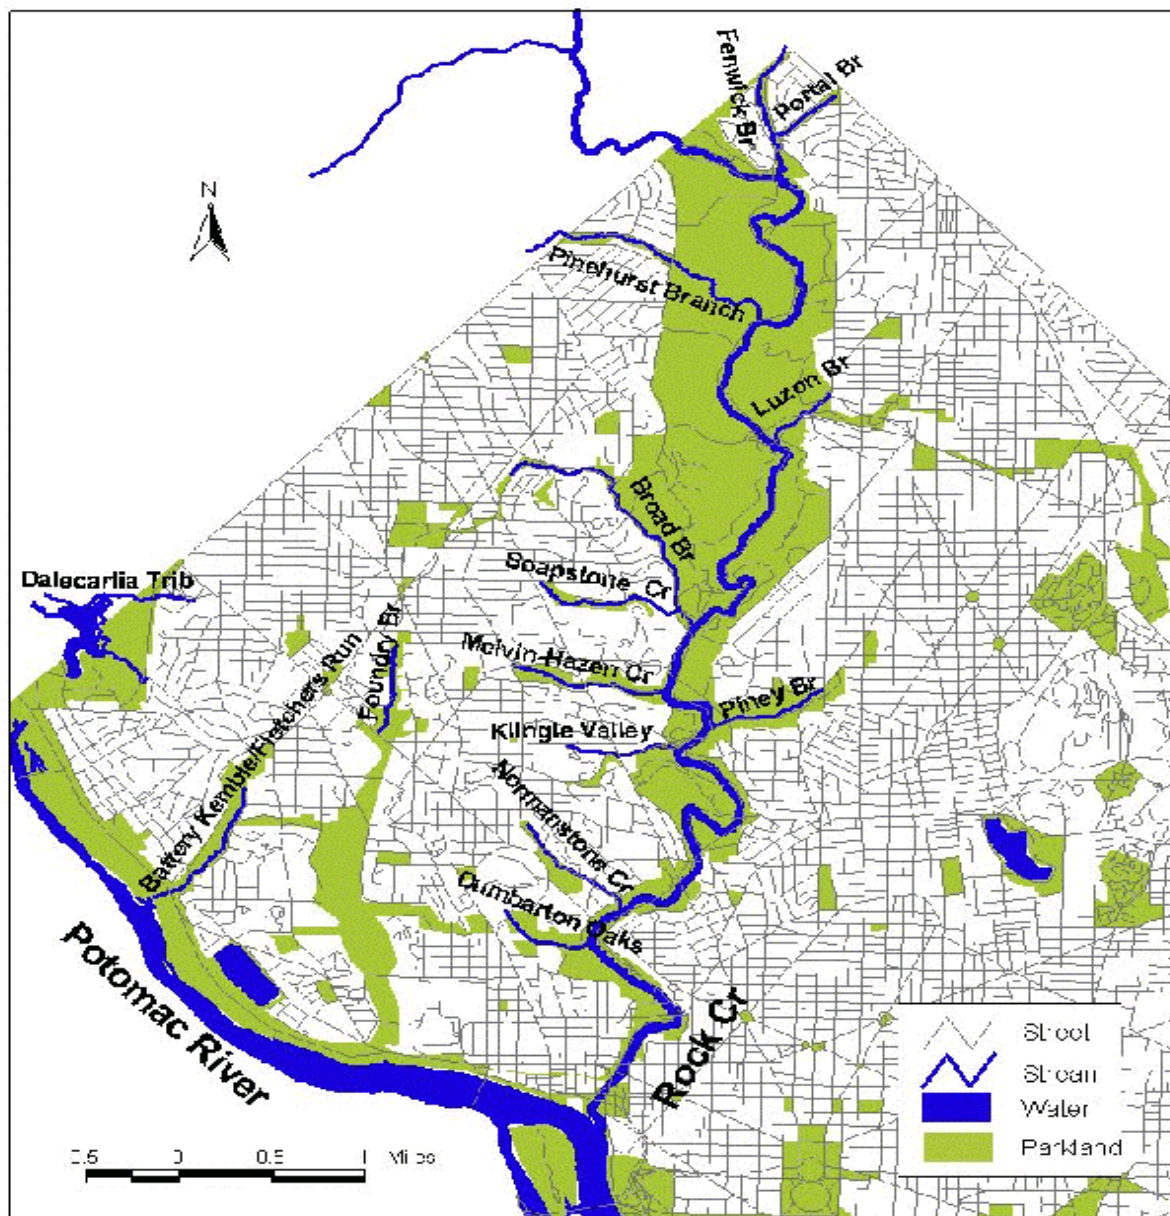 Fenwick Br
Portal Br
N
Pinehurst Branch
Luzon Br
Broad Br
Soapstone Cr
Dalecarlia Trib
Foundry Br
Melvin Hazen Cr
Piney Br
Klingle Valley
Battery Kemble/Fletchers Run
Normanstone Cr
Dumbarton Oaks
Potomac River
Rock Cr
Street
Stream
Water
Parkland
0.5 0 0.5 1 Miles